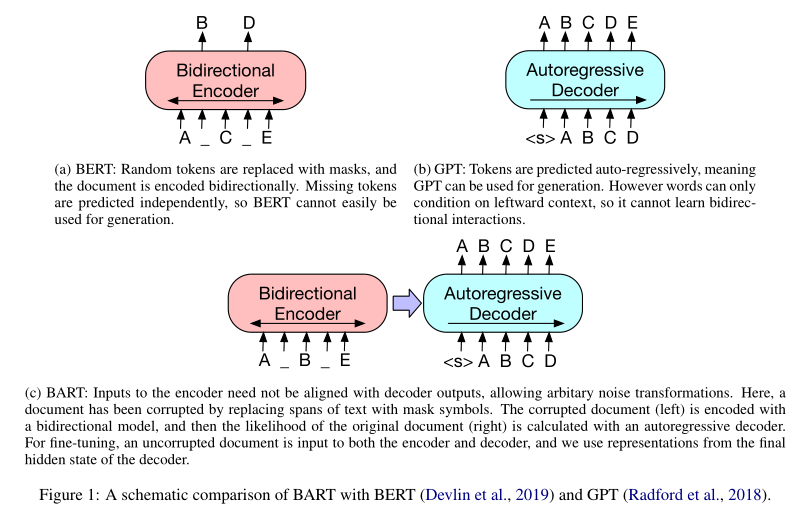 B D
Bidirectional
Encoder
A _ C _ E
(a) BERT: Random tokens are replaced with masks, and
the document is encoded bidirectionally. Missing tokens
are predicted independently, so BERT cannot easily be
used for generation.
A B C D E
Autoregressive
Decoder
<s> A B C D
(b) GPT: Tokens are predicted auto-regressively, meaning
GPT can be used for generation. However words can only
condition on leftward context, so it cannot learn bidirec-
tional interactions.
Bidirectional
Encoder
A _ B _ E
A B C D E
Autoregressive
Decoder
<s> A B C D
(c) BART: Inputs to the encoder need not be aligned with decoder outputs, allowing arbitary noise transformations. Here, a
document has been corrupted by replacing spans of text with mask symbols. The corrupted document (left) is encoded with
a bidirectional model, and then the likelihood of the original document (right) is calculated with an autoregressive decoder.
For fine-tuning, an uncorrupted document is input to both the encoder and decoder, and we use representations from the final
hidden state of the decoder.
Figure 1: A schematic comparison of BART with BERT (Devlin et al., 2019) and GPT (Radford et al., 2018).